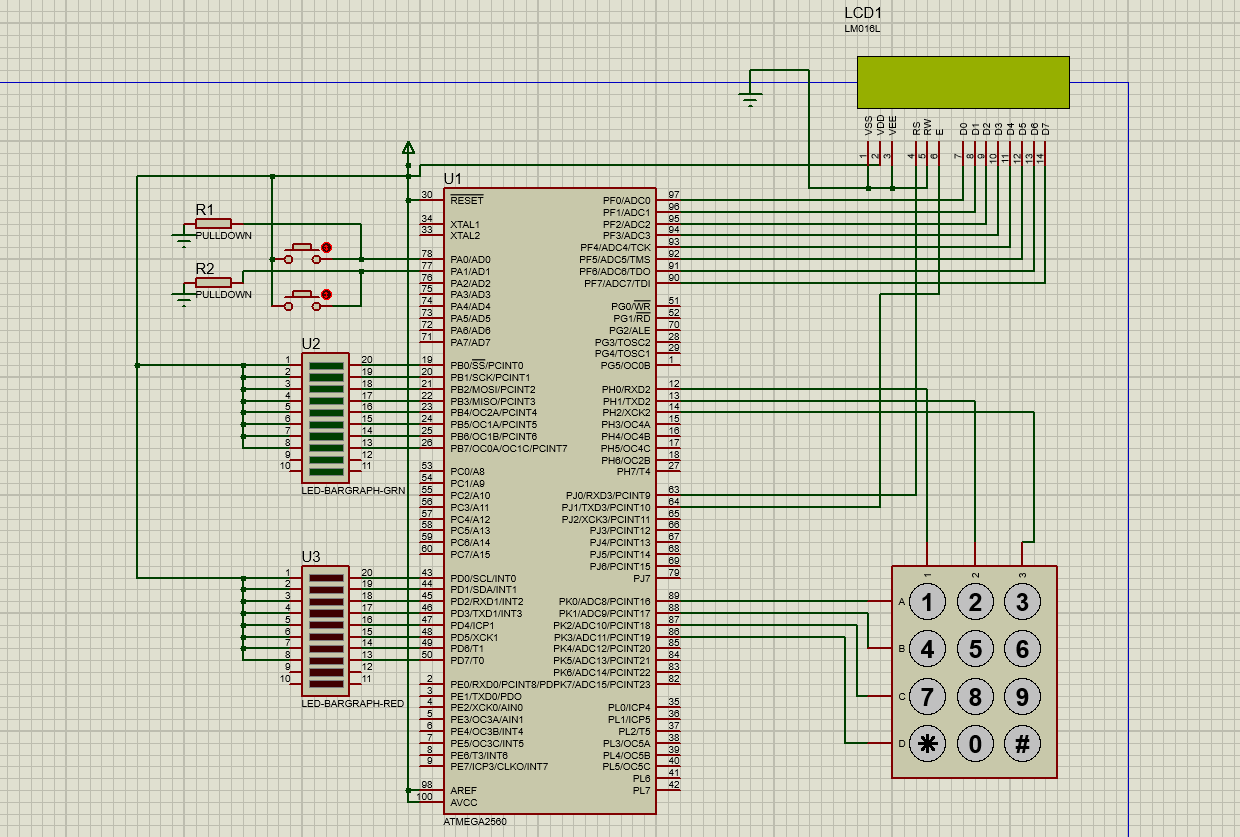 LCD1
LM016L
VSS
VDD
VEE
RS
RW
E
D0
D1
D2
D3
D4
D5
D6
D7
1
2
3
4
5
6
7
8
9
10
11
12
13
14
R1
PULLDOWN
R2
PULLDOWN
U2
1 20
2 19
3 18
4 17
5 16
6 15
7 14
8 13
9 12
10 11
LED-BARGRAPH-GRN
U3
1 20
2 19
3 18
4 17
5 16
6 15
7 14
8 13
9 12
10 11
LED-BARGRAPH-RED
U1
30 RESET PF0/ADC0 97
PF1/ADC1 96
34 XTAL1 PF2/ADC2 95
33 XTAL2 PF3/ADC3 94
PF4/ADC4/TCK 93
78 PA0/AD0 PF5/ADC5/TMS 92
77 PA1/AD1 PF6/ADC6/TDO 91
76 PA2/AD2 PF7/ADC7/TDI 90
75 PA3/AD3
74 PA4/AD4 PG0/WR 51
73 PA5/AD5 PG1/RD 52
72 PA6/AD6 PG2/ALE 70
71 PA7/AD7 PG3/TOSC2 28
PG4/TOSC1 29
19 PB0/SS/PCINT0 PG5/OC0B 1
20 PB1/SCK/PCINT1
21 PB2/MOSI/PCINT2 PH0/RXD2 12
22 PB3/MISO/PCINT3 PH1/TXD2 13
23 PB4/OC2A/PCINT4 PH2/XCK2 14
24 PB5/OC1A/PCINT5 PH3/OC4A 15
25 PB6/OC1B/PCINT6 PH4/OC4B 16
26 PB7/OC0A/OC1C/PCINT7 PH5/OC4C 17
PH6/OC2B 18
53 PC0/A8 PH7/T4 27
54 PC1/A9
55 PC2/A10 PJ0/RXD3/PCINT9 63
56 PC3/A11 PJ1/TXD3/PCINT10 64
57 PC4/A12 PJ2/XCK3/PCINT11 65
58 PC5/A13 PJ3/PCINT12 66
59 PC6/A14 PJ4/PCINT13 67
60 PC7/A15 PJ5/PCINT14 68
PJ6/PCINT15 69
43 PD0/SCL/INT0 PJ7 79
44 PD1/SDA/INT1
45 PD2/RXD1/INT2 PK0/ADC8/PCINT16 89
46 PD3/TXD1/INT3 PK1/ADC9/PCINT17 88
47 PD4/ICP1 PK2/ADC10/PCINT18 87
48 PD5/XCK1 PK3/ADC11/PCINT19 86
49 PD6/T1 PK4/ADC12/PCINT20 85
50 PD7/T0 PK5/ADC13/PCINT21 84
PK6/ADC14/PCINT22 83
2 PE0/RXD0/PCINT8/PDPK7/ADC15/PCINT23 82
3 PE1/TXD0/PDO
4 PE2/XCK0/AIN0 PL0/ICP4 35
5 PE3/OC3A/AIN1 PL1/ICP5 36
6 PE4/OC3B/INT4 PL2/T5 37
7 PE5/OC3C/INT5 PL3/OC5A 38
8 PE6/T3/INT6 PL4/OC5B 39
9 PE7/ICP3/CLKO/INT7 PL5/OC5C 40
PL6 41
98 AREF PL7 42
100 AVCC
ATMEGA2560
1 2 3
A 1 2 3
B 4 5 6
C 7 8 9
D * 0 #